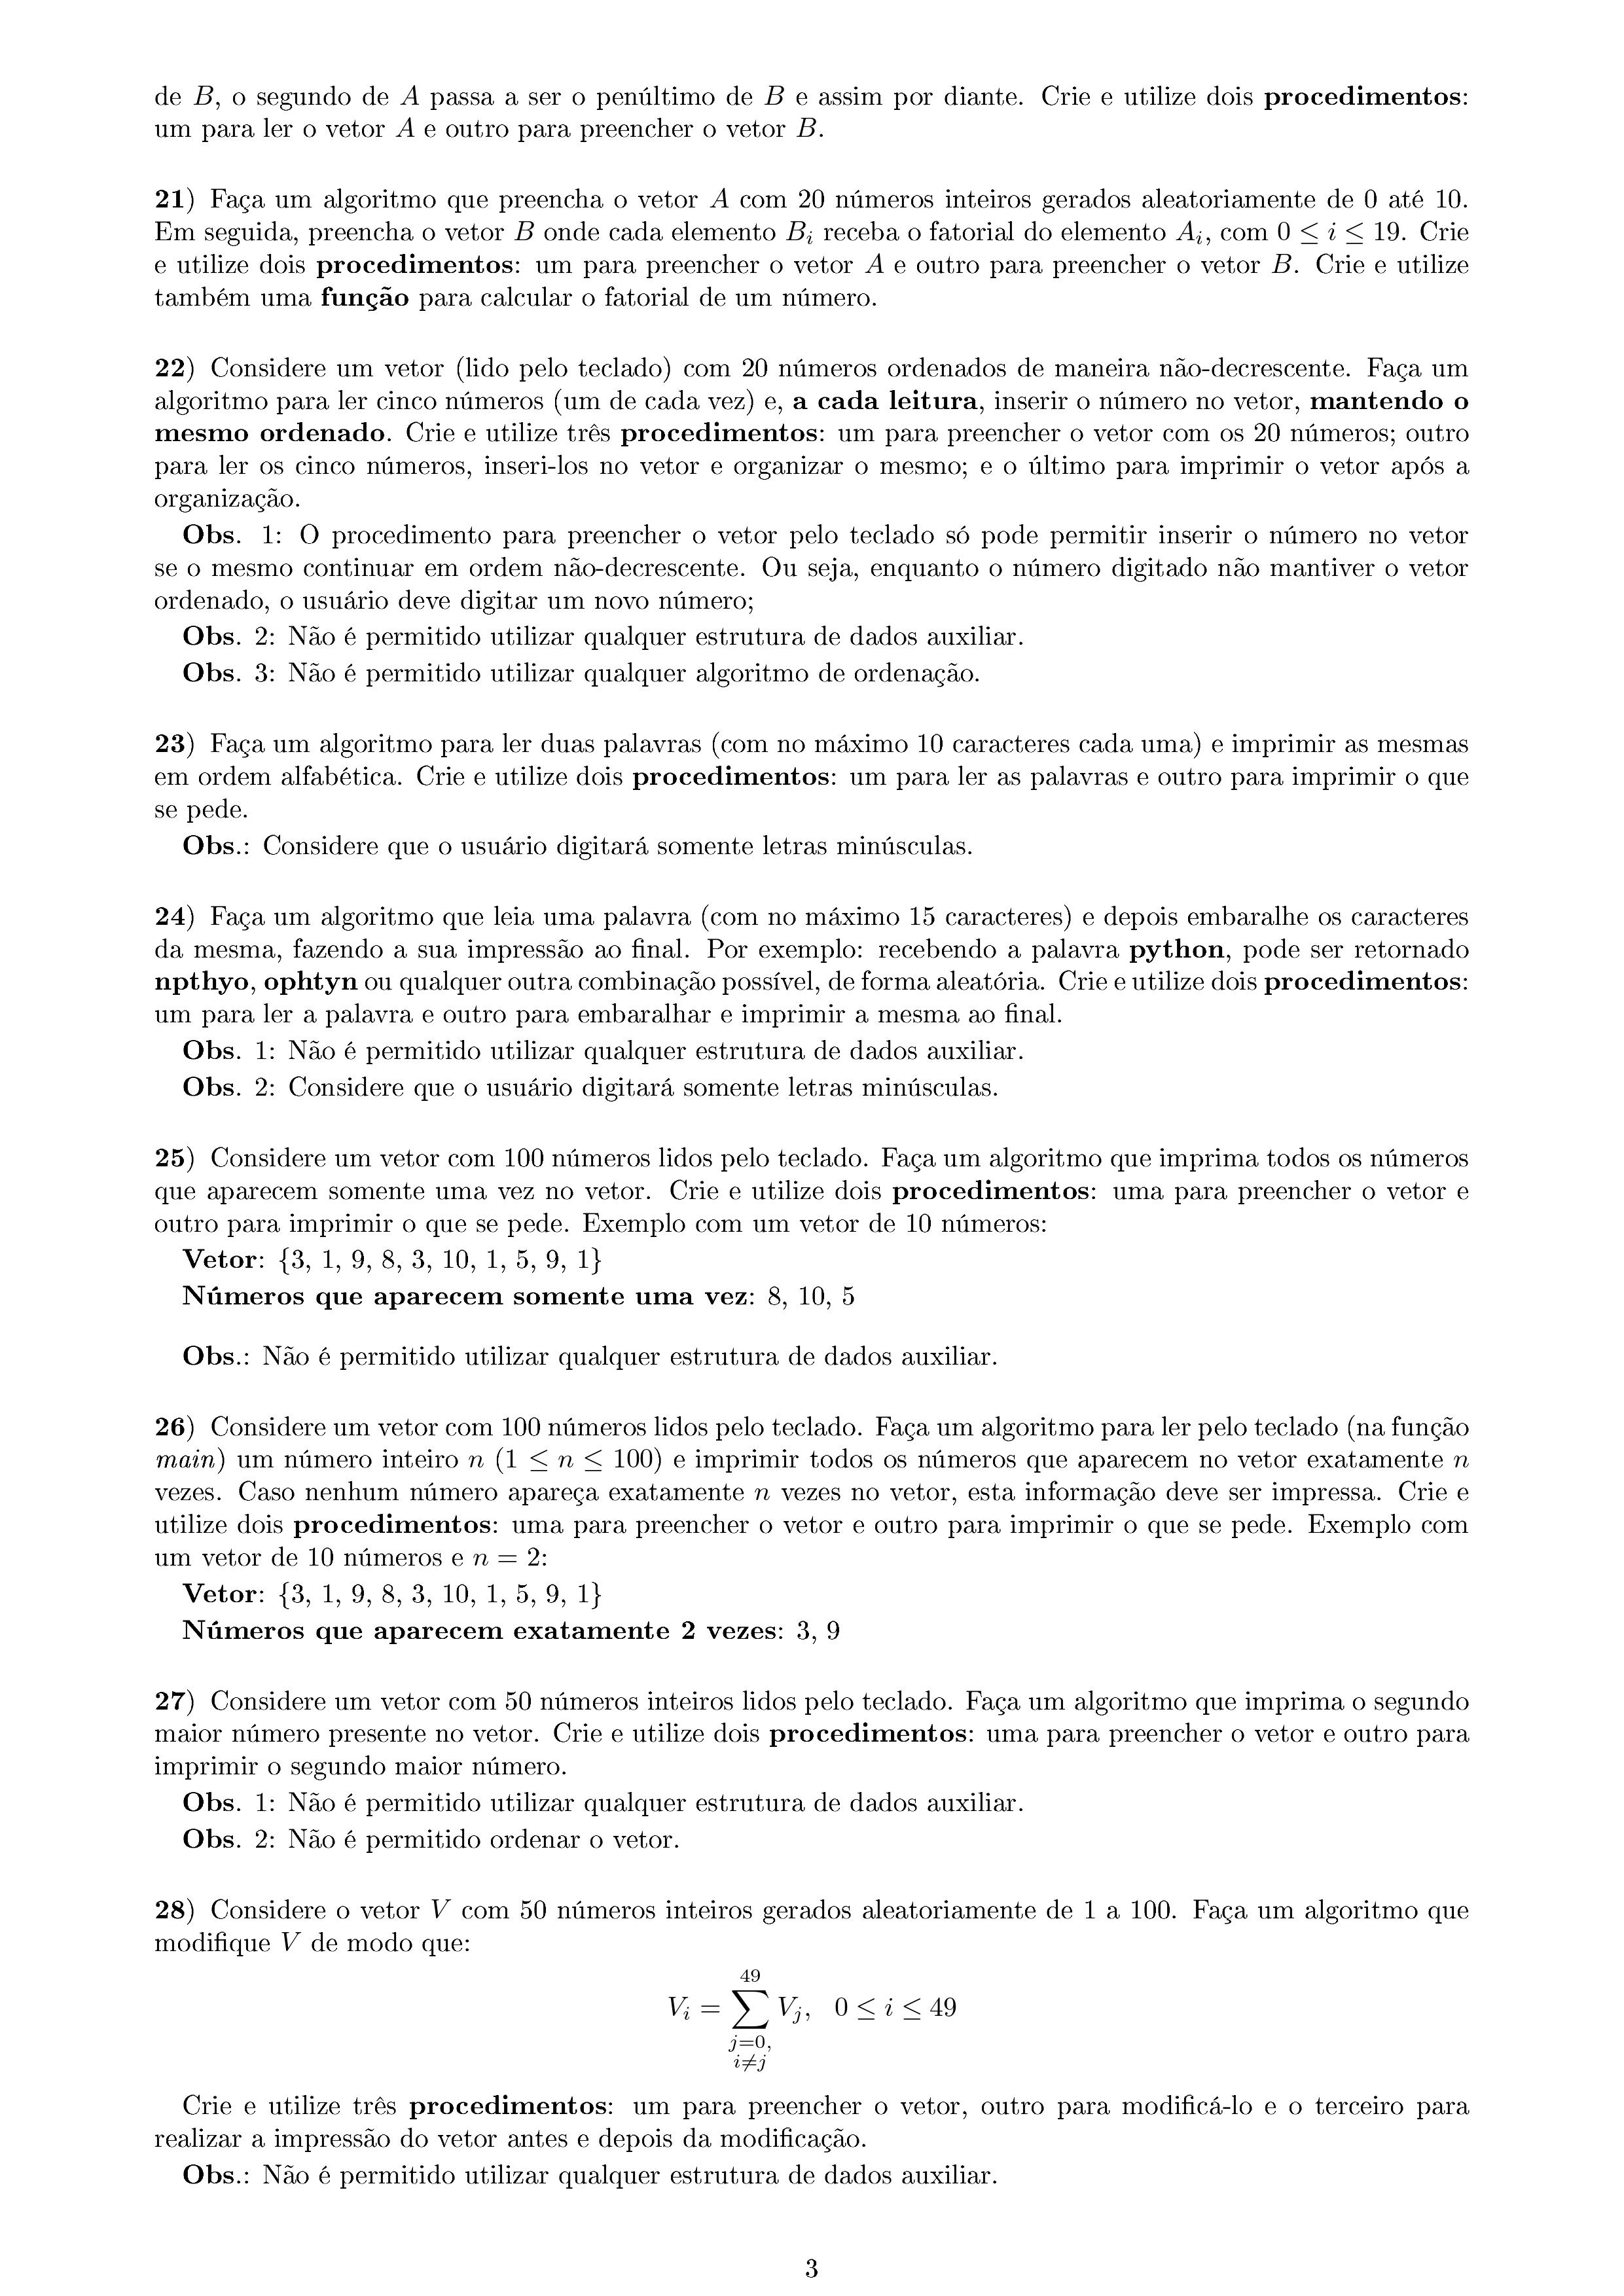 de B, o segundo de A passa a ser o penúltimo de B e assim por diante. Crie e utilize dois procedimentos:
um para ler o vetor A e outro para preencher o vetor B.
21) Faça um algoritmo que preencha o vetor A com 20 números inteiros gerados aleatoriamente de 0 até 10.
Em seguida, preencha o vetor B onde cada elemento B_i receba o fatorial do elemento A_i, com 0 ≤ i ≤ 19. Crie
e utilize dois procedimentos: um para preencher o vetor A e outro para preencher o vetor B. Crie e utilize
também uma função para calcular o fatorial de um número.
22) Considere um vetor (lido pelo teclado) com 20 números ordenados de maneira não-decrescente. Faça um
algoritmo para ler cinco números (um de cada vez) e, a cada leitura, inserir o número no vetor, mantendo o
mesmo ordenado. Crie e utilize três procedimentos: um para preencher o vetor com os 20 números; outro
para ler os cinco números, inseri-los no vetor e organizar o mesmo; e o último para imprimir o vetor após a
organização.
Obs. 1: O procedimento para preencher o vetor pelo teclado só pode permitir inserir o número no vetor
se o mesmo continuar em ordem não-decrescente. Ou seja, enquanto o número digitado não mantiver o vetor
ordenado, o usuário deve digitar um novo número;
Obs. 2: Não é permitido utilizar qualquer estrutura de dados auxiliar.
Obs. 3: Não é permitido utilizar qualquer algoritmo de ordenação.
23) Faça um algoritmo para ler duas palavras (com no máximo 10 caracteres cada uma) e imprimir as mesmas
em ordem alfabética. Crie e utilize dois procedimentos: um para ler as palavras e outro para imprimir o que
se pede.
Obs.: Considere que o usuário digitará somente letras minúsculas.
24) Faça um algoritmo que leia uma palavra (com no máximo 15 caracteres) e depois embaralhe os caracteres
da mesma, fazendo a sua impressão ao final. Por exemplo: recebendo a palavra python, pode ser retornado
npthyo, ophtyn ou qualquer outra combinação possível, de forma aleatória. Crie e utilize dois procedimentos:
um para ler a palavra e outro para embaralhar e imprimir a mesma ao final.
Obs. 1: Não é permitido utilizar qualquer estrutura de dados auxiliar.
Obs. 2: Considere que o usuário digitará somente letras minúsculas.
25) Considere um vetor com 100 números lidos pelo teclado. Faça um algoritmo que imprima todos os números
que aparecem somente uma vez no vetor. Crie e utilize dois procedimentos: uma para preencher o vetor e
outro para imprimir o que se pede. Exemplo com um vetor de 10 números:
Vetor: {3, 1, 9, 8, 3, 10, 1, 5, 9, 1}
Números que aparecem somente uma vez: 8, 10, 5
Obs.: Não é permitido utilizar qualquer estrutura de dados auxiliar.
26) Considere um vetor com 100 números lidos pelo teclado. Faça um algoritmo para ler pelo teclado (na função
main) um número inteiro n (1 ≤ n ≤ 100) e imprimir todos os números que aparecem no vetor exatamente n
vezes. Caso nenhum número apareça exatamente n vezes no vetor, esta informação deve ser impressa. Crie e
utilize dois procedimentos: uma para preencher o vetor e outro para imprimir o que se pede. Exemplo com
um vetor de 10 números e n = 2:
Vetor: {3, 1, 9, 8, 3, 10, 1, 5, 9, 1}
Números que aparecem exatamente 2 vezes: 3, 9
27) Considere um vetor com 50 números inteiros lidos pelo teclado. Faça um algoritmo que imprima o segundo
maior número presente no vetor. Crie e utilize dois procedimentos: uma para preencher o vetor e outro para
imprimir o segundo maior número.
Obs. 1: Não é permitido utilizar qualquer estrutura de dados auxiliar.
Obs. 2: Não é permitido ordenar o vetor.
28) Considere o vetor V com 50 números inteiros gerados aleatoriamente de 1 a 100. Faça um algoritmo que
modifique V de modo que:
49
V_i = ∑ V_j, 0 ≤ i ≤ 49
j=0,
i≠j
Crie e utilize três procedimentos: um para preencher o vetor, outro para modificá-lo e o terceiro para
realizar a impressão do vetor antes e depois da modificação.
Obs.: Não é permitido utilizar qualquer estrutura de dados auxiliar.
3